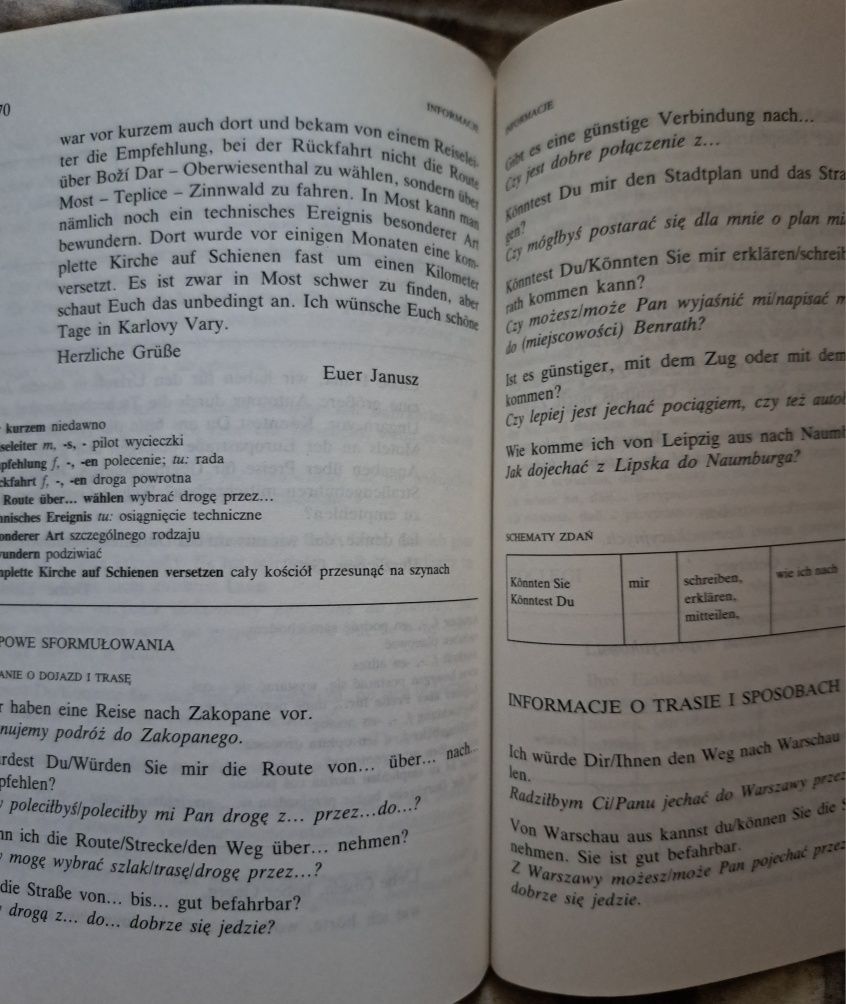 70
INFORMACJE
war vor kurzem auch dort und bekam von einem Reiselei-
ter die Empfehlung, bei der Rückfahrt nicht die Route
über Boží Dar – Oberwiesenthal zu wählen, sondern über
Most – Teplice – Zinnwald zu fahren. In Most kann man
nämlich noch ein technisches Ereignis besonderer Art
bewundern. Dort wurde vor einigen Monaten eine kom-
plette Kirche auf Schienen fast um einen Kilometer
versetzt. Es ist zwar in Most schwer zu finden, aber
schaut Euch das unbedingt an. Ich wünsche Euch schöne
Tage in Karlovy Vary.
Herzliche Grüße
Euer Janusz
kurzem niedawno
seleiter m, -s, - pilot wycieczki
pfehlung f, -, -en polecenie; tu: rada
ckfahrt f, -, -en droga powrotna
Route über... wählen wybrać drogę przez...
hnisches Ereignis tu: osiągnięcie techniczne
onderer Art szczególnego rodzaju
wundern podziwiać
mplette Kirche auf Schienen versetzen cały kościół przesunąć na szynach
POWE SFORMUŁOWANIA
ANIE O DOJAZD I TRASĘ
r haben eine Reise nach Zakopane vor.
nujemy podróż do Zakopanego.
rdest Du/Würden Sie mir die Route von... über... nach...
pfehlen?
y poleciłbyś/poleciłby mi Pan drogę z... przez...do...?
nn ich die Route/Strecke/den Weg über... nehmen?
y mogę wybrać szlak/trasę/drogę przez...?
die Straße von... bis... gut befahrbar?
drogą z... do... dobrze się jedzie?
INFORMACJE
Gibt es eine günstige Verbindung nach...
Czy jest dobre połączenie z...
Könntest Du mir den Stadtplan und das Stra
gen?
Czy mógłbyś postarać się dla mnie o plan mi
Könntest Du/Könnten Sie mir erklären/schreib
rath kommen kann?
Czy możesz/może Pan wyjaśnić mi/napisać m
do (miejscowości) Benrath?
Ist es günstiger, mit dem Zug oder mit dem
kommen?
Czy lepiej jest jechać pociągiem, czy też autob
Wie komme ich von Leipzig aus nach Naumb
Jak dojechać z Lipska do Naumburga?
SCHEMATY ZDAŃ
Könnten Sie
Könntest Du
mir
schreiben,
erklären,
mitteilen,
wie ich nach
INFORMACJE O TRASIE I SPOSOBACH
Ich würde Dir/Ihnen den Weg nach Warschau
len.
Radziłbym Ci/Panu jechać do Warszawy przez
Von Warschau aus kannst du/können Sie die S
nehmen. Sie ist gut befahrbar.
Z Warszawy możesz/może Pan pojechać przez
dobrze się jedzie.